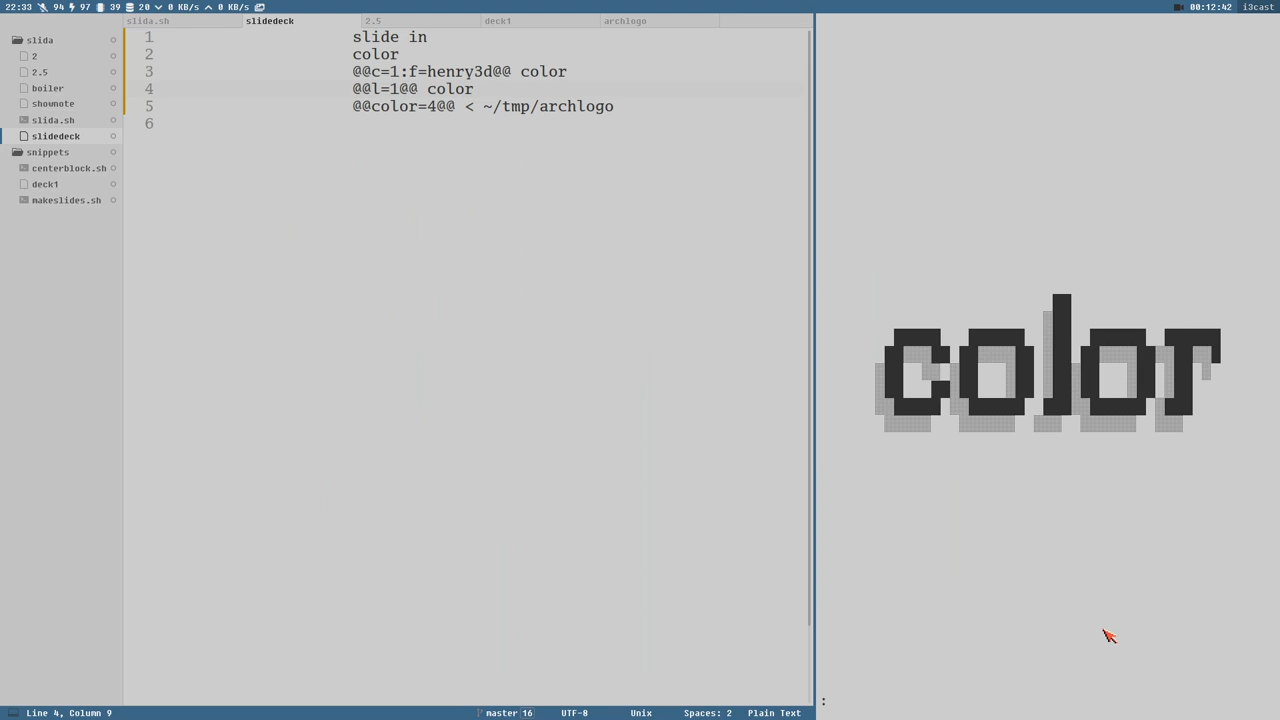 22:33 94 97 39 20 0 KB/s 0 KB/s
00:12:42 i3cast
slida.sh slidedeck 2.5 deck1 archlogo
slida
2
2.5
boiler
shownote
slida.sh
slidedeck
snippets
centerblock.sh
deck1
makeslides.sh
1 slide in
2 color
3 @@c=1:f=henry3d@@ color
4 @@l=1@@ color
5 @@color=4@@ < ~/tmp/archlogo
6
color
:
Line 4, Column 9 master 16 UTF-8 Unix Spaces: 2 Plain Text